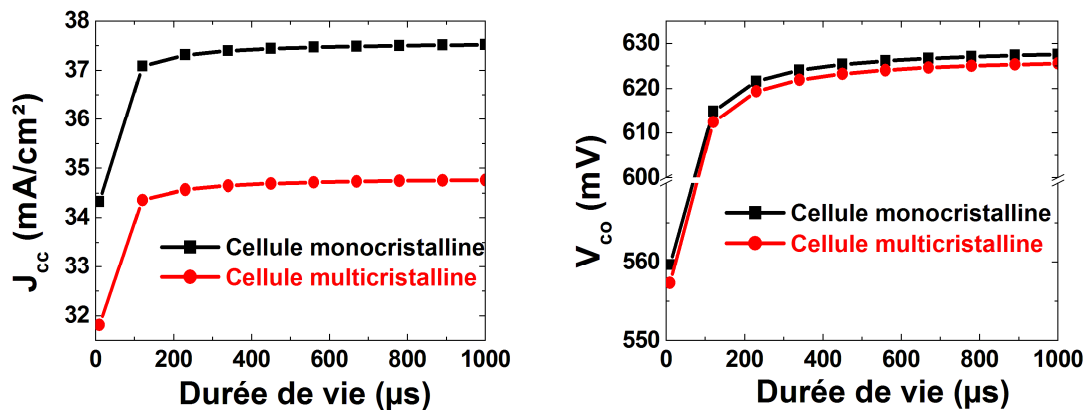 38
37
36
35
34
33
32
J cc (mA/cm²)
Cellule monocristalline
Cellule multicristalline
0 200 400 600 800 1000
Durée de vie (µs)
630
620
610
600
560
550
V co (mV)
Cellule monocristalline
Cellule multicristalline
0 200 400 600 800 1000
Durée de vie (µs)